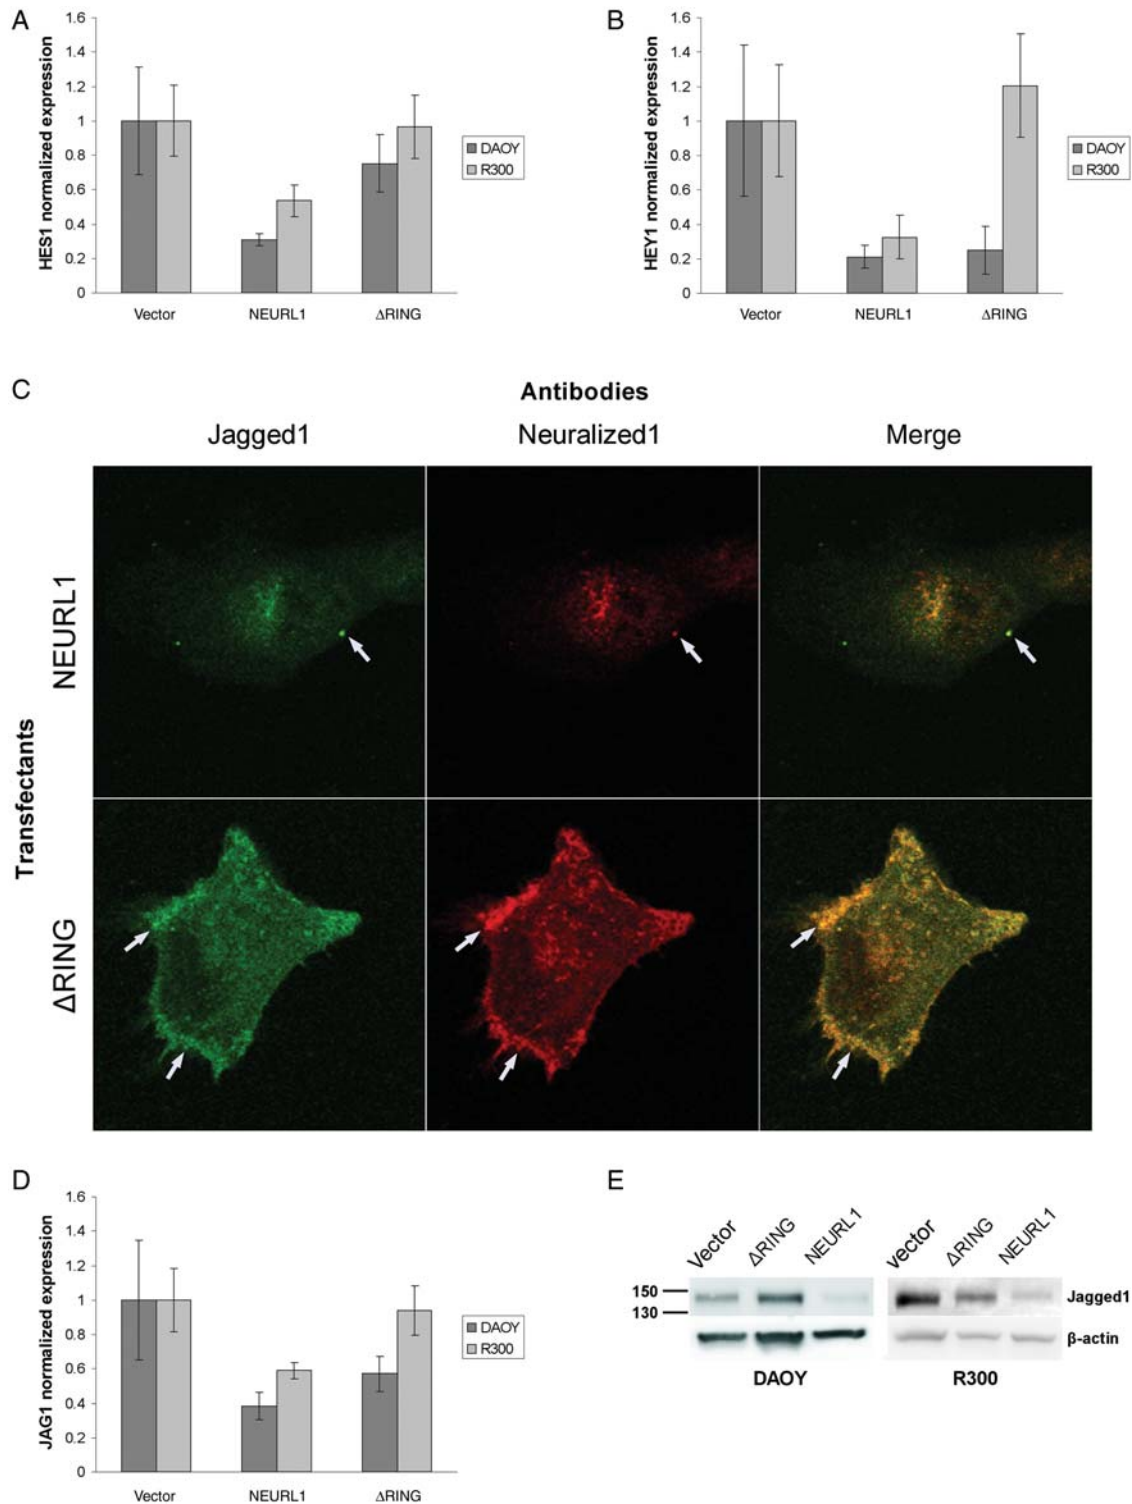 A
1.6
1.4
1.2
1
0.8
0.6
0.4
0.2
0
HES1 normalized expression
Vector
NEURL1
ΔRING
DAOY
R300
B
1.6
1.4
1.2
1
0.8
0.6
0.4
0.2
0
HEY1 normalized expression
Vector
NEURL1
ΔRING
DAOY
R300
C
Antibodies
Jagged1
Neuralized1
Merge
Transfectants
NEURL1
ΔRING
D
1.6
1.4
1.2
1
0.8
0.6
0.4
0.2
0
JAG1 normalized expression
Vector
NEURL1
ΔRING
DAOY
R300
E
Vector
ΔRING
NEURL1
vector
ΔRING
NEURL1
150
130
Jagged1
β-actin
DAOY
R300